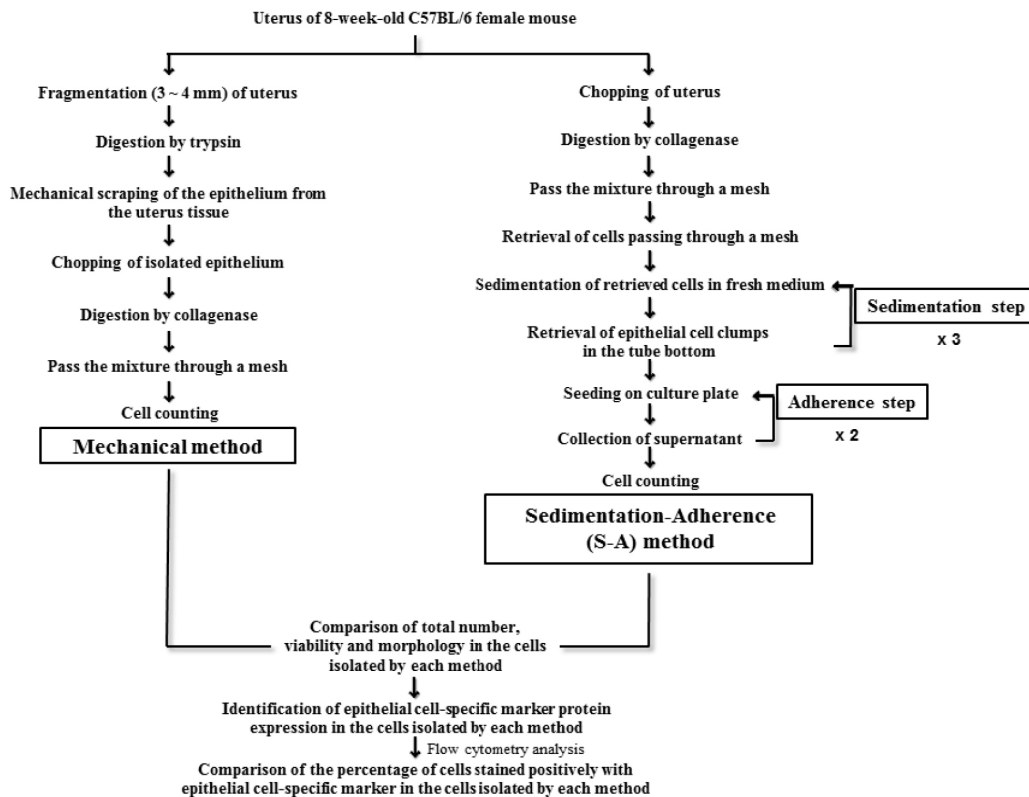 Uterus of 8-week-old C57BL/6 female mouse
Fragmentation (3 ~ 4 mm) of uterus
Digestion by trypsin
Mechanical scraping of the epithelium from
the uterus tissue
Chopping of isolated epithelium
Digestion by collagenase
Pass the mixture through a mesh
Cell counting
Mechanical method
Chopping of uterus
Digestion by collagenase
Pass the mixture through a mesh
Retrieval of cells passing through a mesh
Sedimentation of retrieved cells in fresh medium
Retrieval of epithelial cell clumps
in the tube bottom
Sedimentation step
x 3
Seeding on culture plate
Collection of supernatant
Adherence step
x 2
Cell counting
Sedimentation-Adherence
(S-A) method
Comparison of total number,
viability and morphology in the cells
isolated by each method
Identification of epithelial cell-specific marker protein
expression in the cells isolated by each method
Flow cytometry analysis
Comparison of the percentage of cells stained positively with
epithelial cell-specific marker in the cells isolated by each method